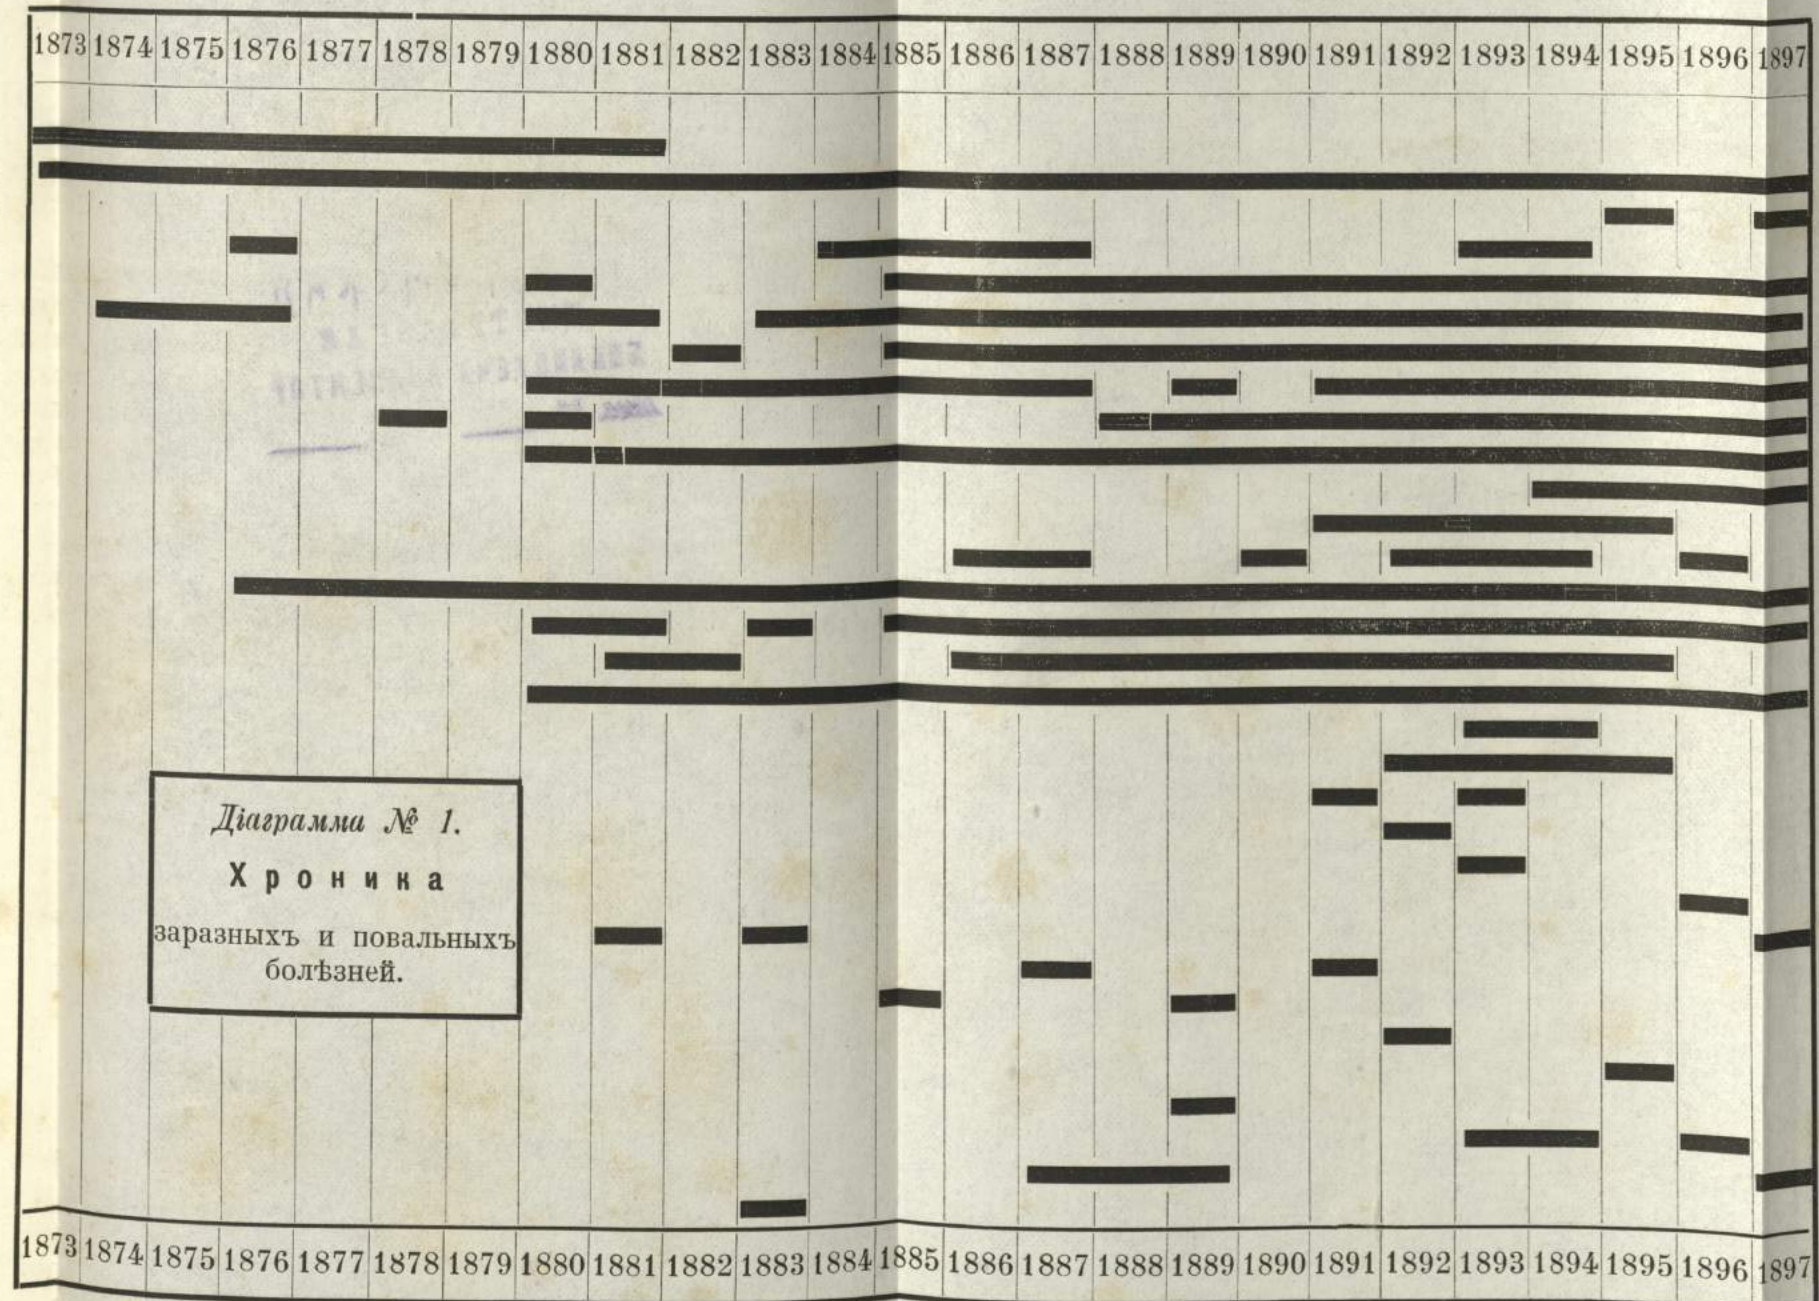 1873 1874 1875 1876 1877 1878 1879 1880 1881 1882 1883 1884 1885 1886 1887 1888 1889 1890 1891 1892 1893 1894 1895 1896 1897
Діаграмма № 1.
Хроника
заразныхъ и повальныхъ
болѣзней.
1873 1874 1875 1876 1877 1878 1879 1880 1881 1882 1883 1884 1885 1886 1887 1888 1889 1890 1891 1892 1893 1894 1895 1896 1897